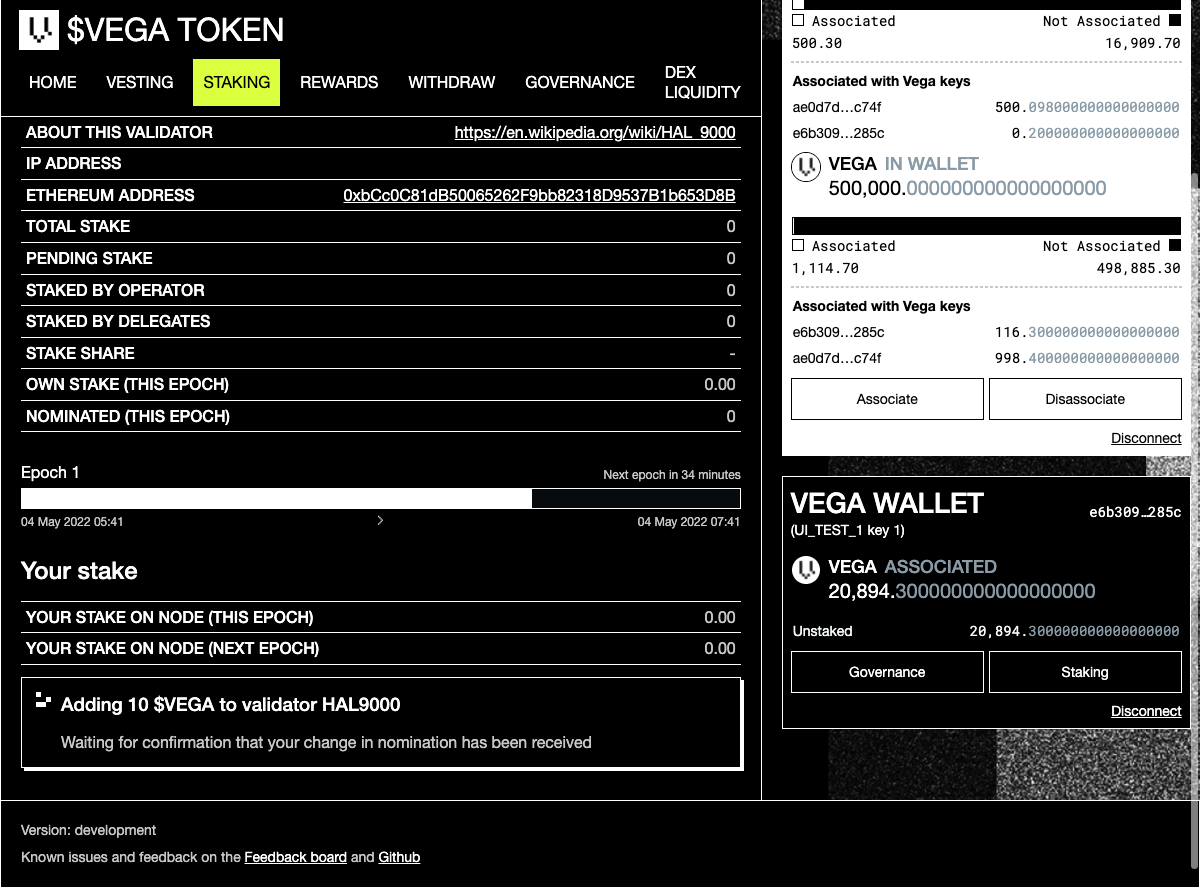 $VEGA TOKEN
HOME VESTING STAKING REWARDS WITHDRAW GOVERNANCE DEX LIQUIDITY
ABOUT THIS VALIDATOR https://en.wikipedia.org/wiki/HAL_9000
IP ADDRESS
ETHEREUM ADDRESS 0xbCc0C81dB50065262F9bb82318D9537B1b653D8B
TOTAL STAKE 0
PENDING STAKE 0
STAKED BY OPERATOR 0
STAKED BY DELEGATES 0
STAKE SHARE -
OWN STAKE (THIS EPOCH) 0.00
NOMINATED (THIS EPOCH) 0
Epoch 1 Next epoch in 34 minutes
04 May 2022 05:41 04 May 2022 07:41
Your stake
YOUR STAKE ON NODE (THIS EPOCH) 0.00
YOUR STAKE ON NODE (NEXT EPOCH) 0.00
Adding 10 $VEGA to validator HAL9000
Waiting for confirmation that your change in nomination has been received
Associated Not Associated
500.30 16,909.70
Associated with Vega keys
ae0d7d…c74f 500.098000000000000000
e6b309…285c 0.200000000000000000
VEGA IN WALLET
500,000.000000000000000000
Associated Not Associated
1,114.70 498,885.30
Associated with Vega keys
e6b309…285c 116.300000000000000000
ae0d7d…c74f 998.400000000000000000
Associate Disassociate
Disconnect
VEGA WALLET e6b309…285c
(UI_TEST_1 key 1)
VEGA ASSOCIATED
20,894.300000000000000000
Unstaked 20,894.300000000000000000
Governance Staking
Disconnect
Version: development
Known issues and feedback on the Feedback board and Github